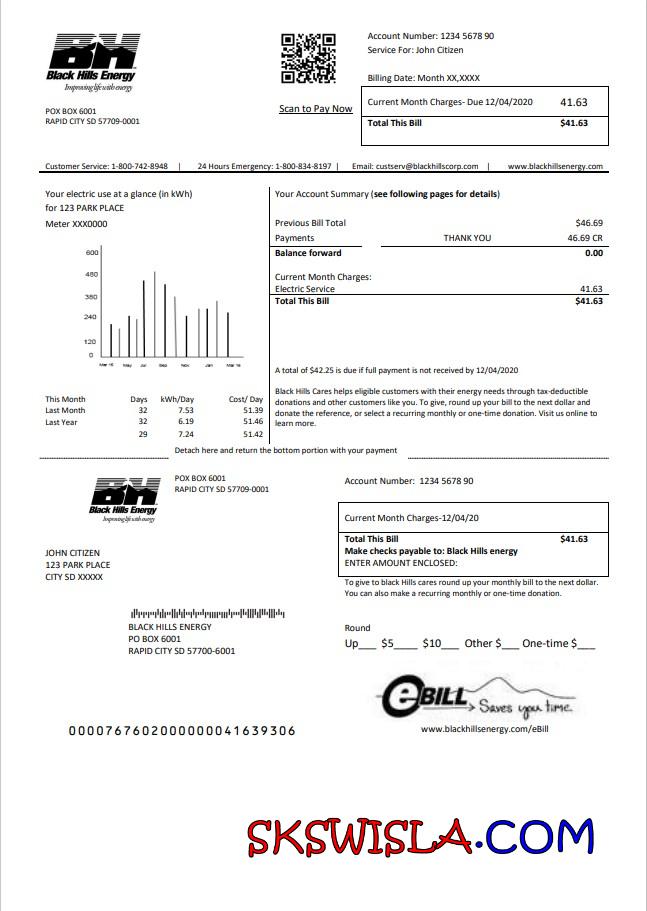 BH
Black Hills Energy
Improving life with energy
POX BOX 6001
RAPID CITY SD 57709-0001
Scan to Pay Now
Account Number: 1234 5678 90
Service For: John Citizen
Billing Date: Month XX,XXXX
Current Month Charges- Due 12/04/2020 41.63
Total This Bill $41.63
Customer Service: 1-800-742-8948 | 24 Hours Emergency: 1-800-834-8197 | Email: custserv@blackhillscorp.com | www.blackhillsenergy.com
Your electric use at a glance (in kWh)
for 123 PARK PLACE
Meter XXX0000
600
480
380
240
120
0
Mar 15 May Jul Sep Nov Jan Mar 16
This Month Days kWh/Day Cost/ Day
Last Month 32 7.53 51.39
Last Year 32 6.19 51.46
29 7.24 51.42
Your Account Summary (see following pages for details)
Previous Bill Total $46.69
Payments THANK YOU 46.69 CR
Balance forward 0.00
Current Month Charges:
Electric Service 41.63
Total This Bill $41.63
A total of $42.25 is due if full payment is not received by 12/04/2020
Black Hills Cares helps eligible customers with their energy needs through tax-deductible
donations and other customers like you. To give, round up your bill to the next dollar and
donate the reference, or select a recurring monthly or one-time donation. Visit us online to
learn more.
Detach here and return the bottom portion with your payment
BH
Black Hills Energy
Improving life with energy
POX BOX 6001
RAPID CITY SD 57709-0001
Account Number: 1234 5678 90
Current Month Charges-12/04/20
Total This Bill $41.63
Make checks payable to: Black Hills energy
ENTER AMOUNT ENCLOSED:
JOHN CITIZEN
123 PARK PLACE
CITY SD XXXXX
To give to black Hills cares round up your monthly bill to the next dollar.
You can also make a recurring monthly or one-time donation.
BLACK HILLS ENERGY
PO BOX 6001
RAPID CITY SD 57700-6001
Round
Up___ $5____ $10___ Other $___ One-time $___
eBILL Saves you time.
www.blackhillsenergy.com/eBill
0000767602000000041639306
SKSWISLA.COM